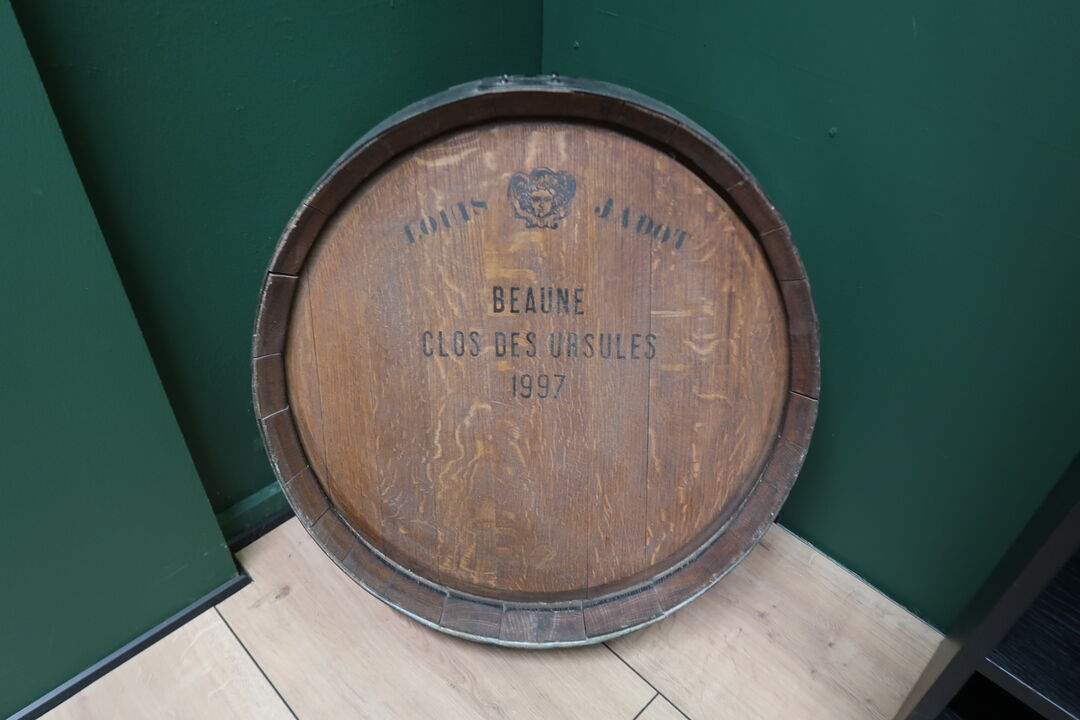 LOUIS JADOT
BEAUNE
CLOS DES URSULES
1997